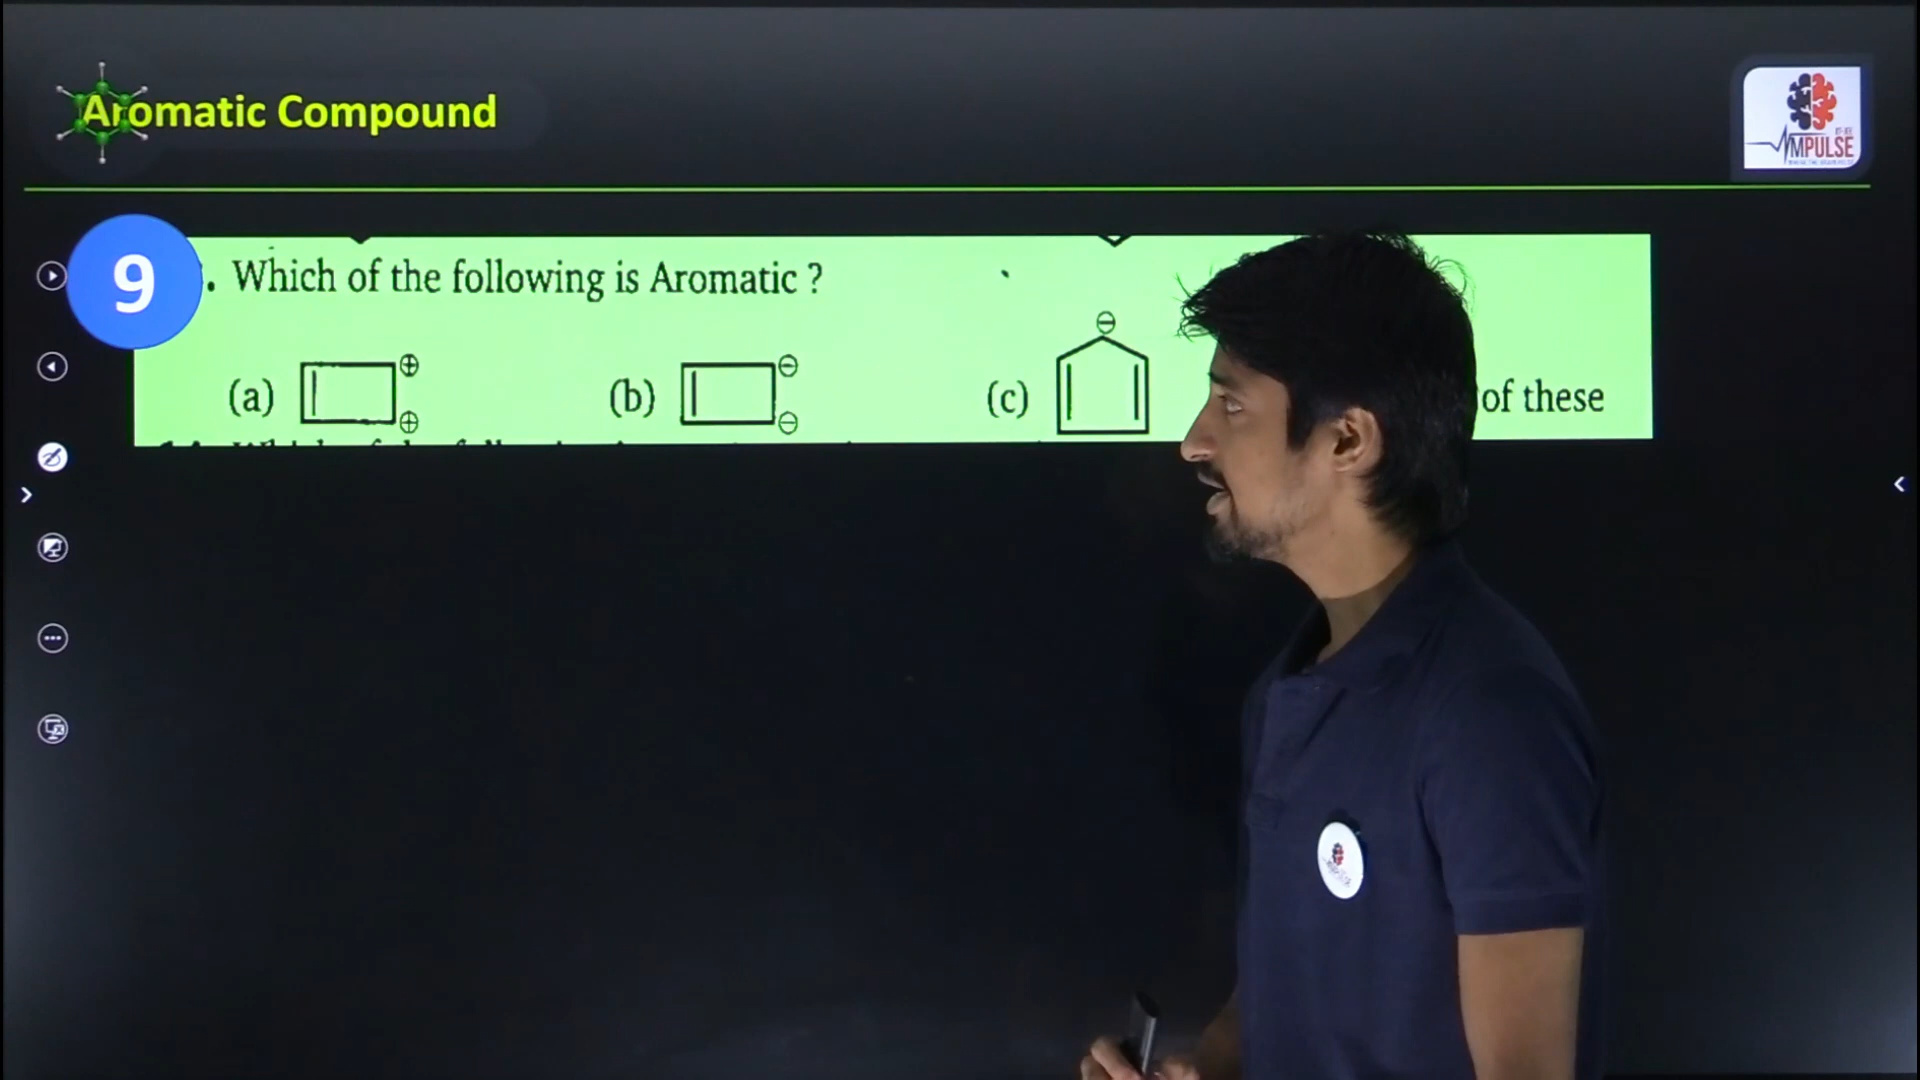 Aromatic Compound
MPULSE
9
. Which of the following is Aromatic ?
(a) (b) (c) of these